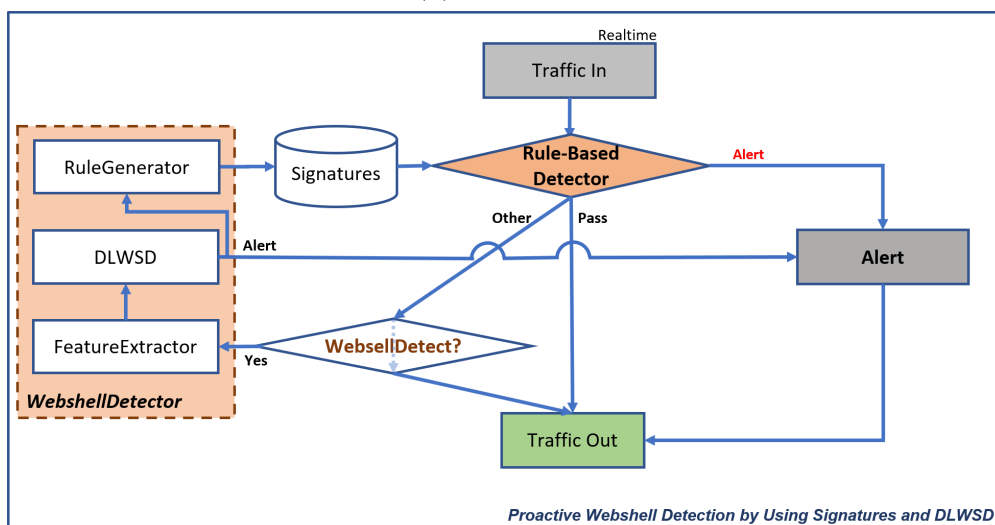 Realtime
Traffic In
RuleGenerator
Signatures
Rule-Based
Detector
Alert
Other
Pass
DLWSD
Alert
Alert
FeatureExtractor
Yes
WebsellDetect?
WebshellDetector
Traffic Out
Proactive Webshell Detection by Using Signatures and DLWSD